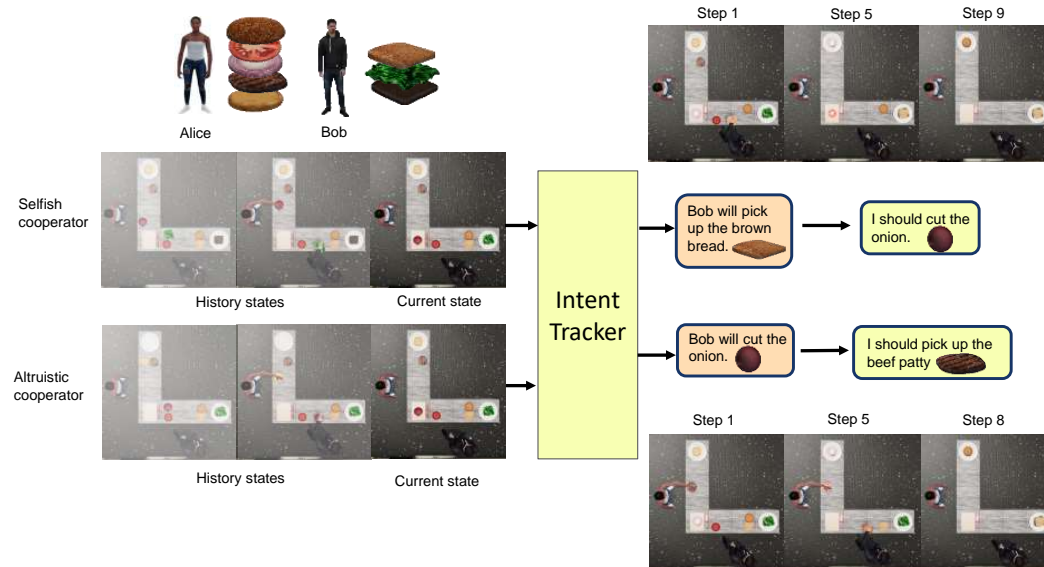 Step 1
Step 5
Step 9
Alice
Bob
Selfish
cooperator
History states
Current state
Intent
Tracker
Bob will pick
up the brown
bread.
I should cut the
onion.
Altruistic
cooperator
History states
Current state
Bob will cut the
onion.
I should pick up the
beef patty
Step 1
Step 5
Step 8